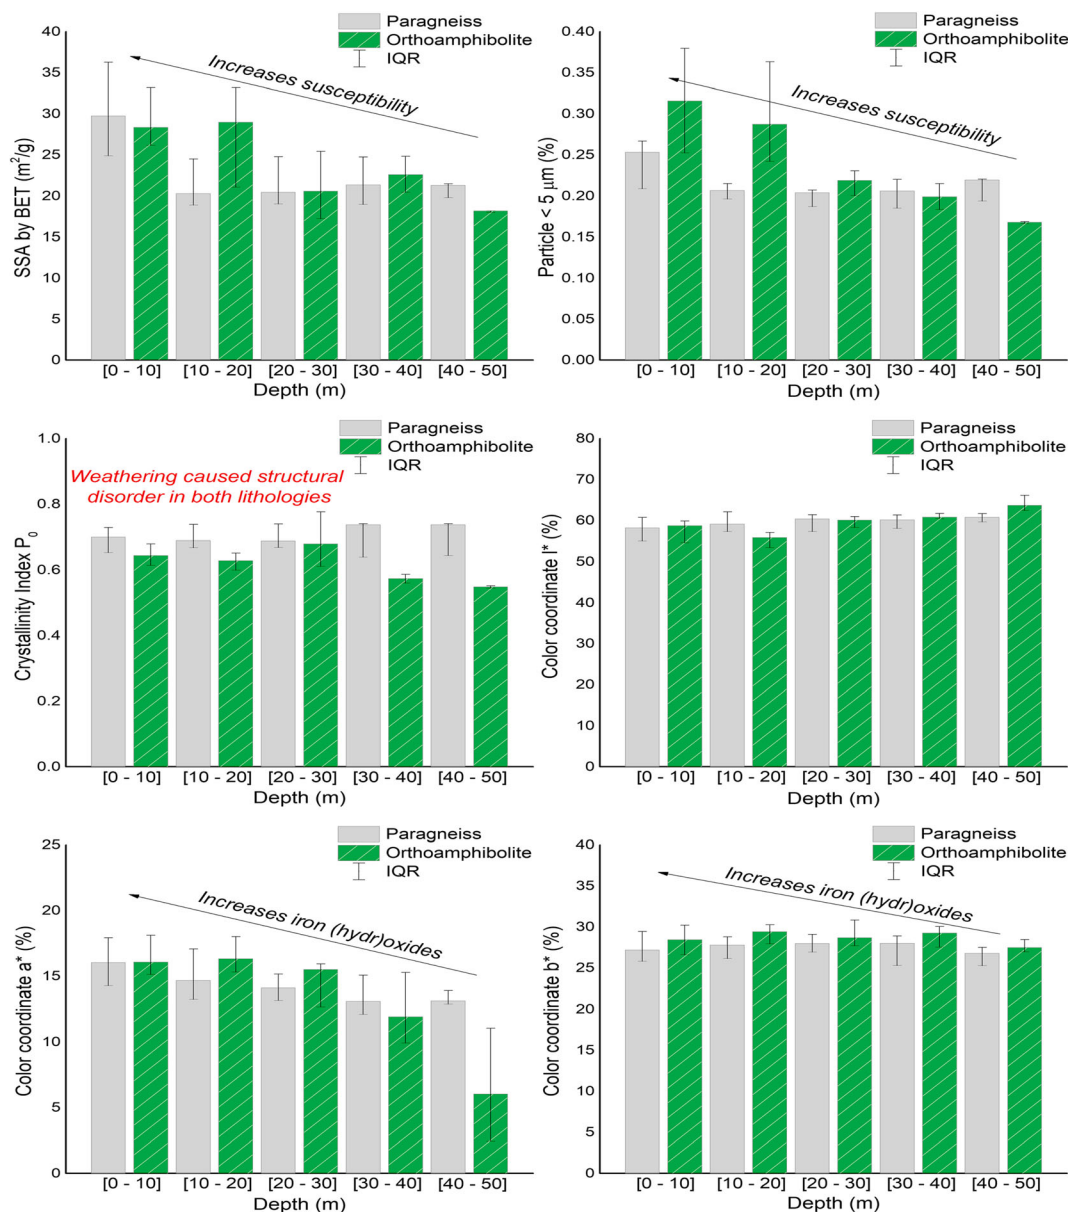 Paragneiss
Orthoamphibolite
IQR
Increases susceptibility
SSA by BET (m²/g)
40
35
30
25
20
15
10
5
0
[0 - 10] [10 - 20] [20 - 30] [30 - 40] [40 - 50]
Depth (m)
Paragneiss
Orthoamphibolite
IQR
Increases susceptibility
Particle < 5 μm (%)
0.40
0.35
0.30
0.25
0.20
0.15
0.10
0.05
0.00
[0 - 10] [10 - 20] [20 - 30] [30 - 40] [40 - 50]
Depth (m)
Paragneiss
Orthoamphibolite
IQR
Weathering caused structural
disorder in both lithologies
Crystallinity Index P₀
1.0
0.8
0.6
0.4
0.2
0.0
[0 - 10] [10 - 20] [20 - 30] [30 - 40] [40 - 50]
Depth (m)
Paragneiss
Orthoamphibolite
IQR
Color coordinate l* (%)
80
70
60
50
40
30
20
10
0
[0 - 10] [10 - 20] [20 - 30] [30 - 40] [40 - 50]
Depth (m)
Paragneiss
Orthoamphibolite
IQR
Increases iron (hydr)oxides
Color coordinate a* (%)
25
20
15
10
5
0
[0 - 10] [10 - 20] [20 - 30] [30 - 40] [40 - 50]
Depth (m)
Paragneiss
Orthoamphibolite
IQR
Increases iron (hydr)oxides
Color coordinate b* (%)
40
35
30
25
20
15
10
5
0
[0 - 10] [10 - 20] [20 - 30] [30 - 40] [40 - 50]
Depth (m)